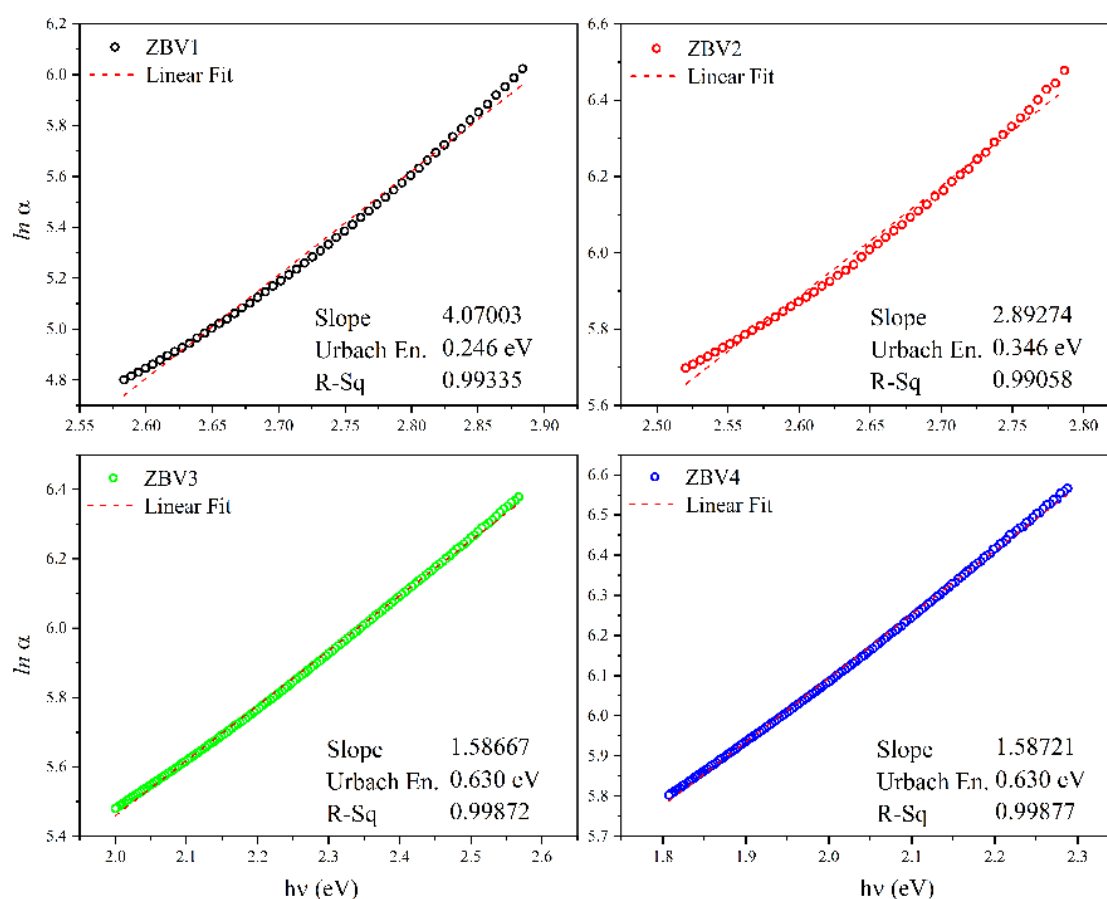 ZBV1
Linear Fit
6.2
6.0
5.8
5.6
5.4
5.2
5.0
4.8
ln α
Slope 4.07003
Urbach En. 0.246 eV
R-Sq 0.99335
2.55 2.60 2.65 2.70 2.75 2.80 2.85 2.90
ZBV2
Linear Fit
6.6
6.4
6.2
6.0
5.8
5.6
Slope 2.89274
Urbach En. 0.346 eV
R-Sq 0.99058
2.50 2.55 2.60 2.65 2.70 2.75 2.80
ZBV3
Linear Fit
6.4
6.2
6.0
5.8
5.6
5.4
ln α
Slope 1.58667
Urbach En. 0.630 eV
R-Sq 0.99872
2.0 2.1 2.2 2.3 2.4 2.5 2.6
hν (eV)
ZBV4
Linear Fit
6.6
6.5
6.4
6.3
6.2
6.1
6.0
5.9
5.8
5.7
Slope 1.58721
Urbach En. 0.630 eV
R-Sq 0.99877
1.8 1.9 2.0 2.1 2.2 2.3
hν (eV)